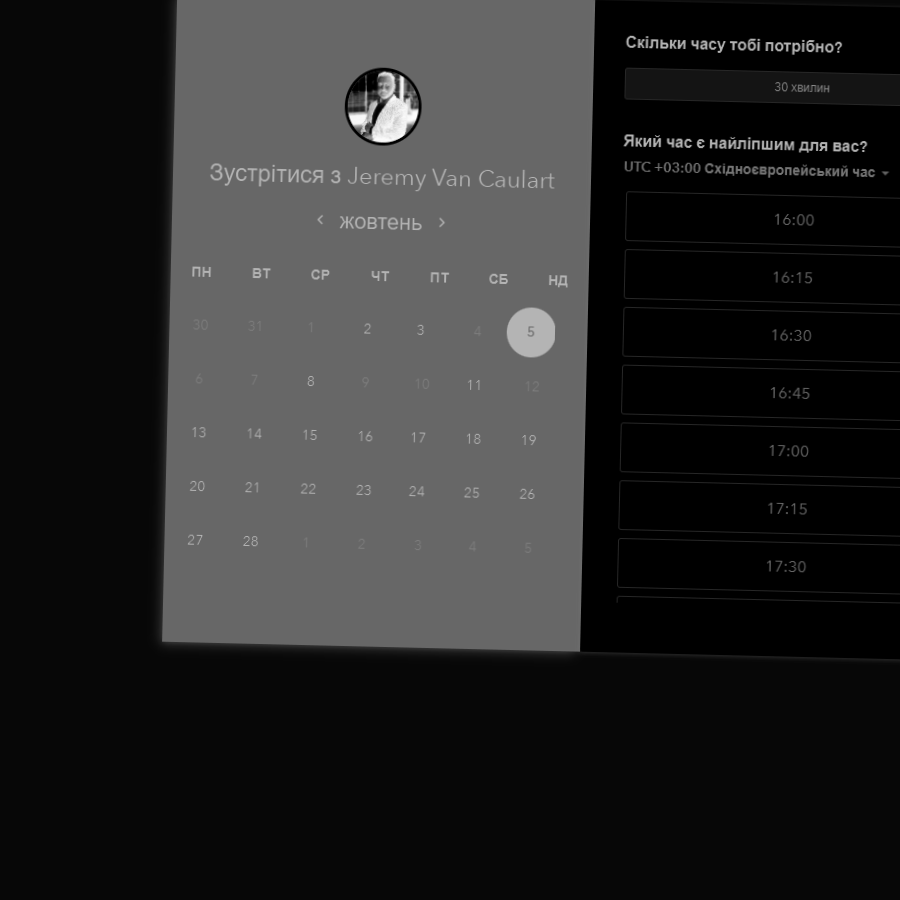 Зустрітися з Jeremy Van Caulart
‹ жовтень ›
ПН ВТ СР ЧТ ПТ СБ НД
30 31 1 2 3 4 5
6 7 8 9 10 11 12
13 14 15 16 17 18 19
20 21 22 23 24 25 26
27 28 1 2 3 4 5
Скільки часу тобі потрібно?
30 хвилин
Який час є найліпшим для вас?
UTC +03:00 Східноєвропейський час
16:00
16:15
16:30
16:45
17:00
17:15
17:30